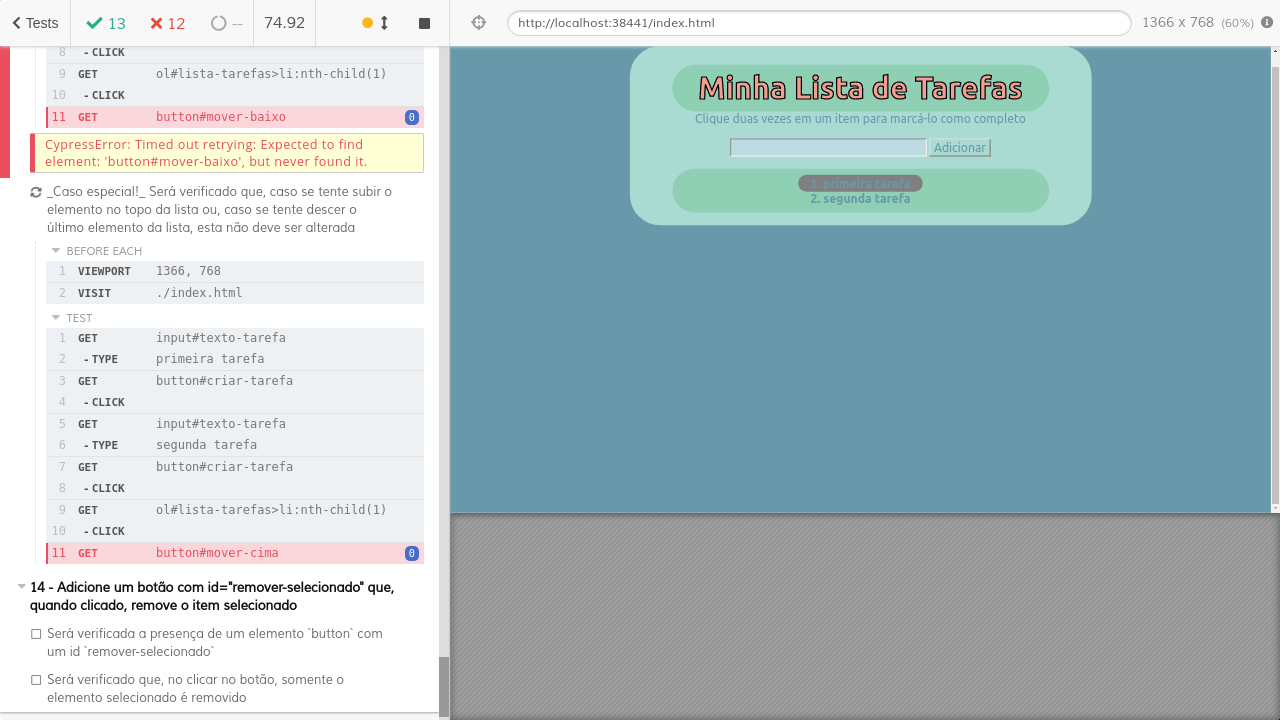 Tests 13 12 -- 74.92
http://localhost:38441/index.html 1366 x 768 (60%)
8 - CLICK
9 GET ol#lista-tarefas>li:nth-child(1)
10 - CLICK
11 GET button#mover-baixo 0
CypressError: Timed out retrying: Expected to find
element: 'button#mover-baixo', but never found it.
_Caso especial!_ Será verificado que, caso se tente subir o
elemento no topo da lista ou, caso se tente descer o
último elemento da lista, esta não deve ser alterada
BEFORE EACH
1 VIEWPORT 1366, 768
2 VISIT ./index.html
TEST
1 GET input#texto-tarefa
2 - TYPE primeira tarefa
3 GET button#criar-tarefa
4 - CLICK
5 GET input#texto-tarefa
6 - TYPE segunda tarefa
7 GET button#criar-tarefa
8 - CLICK
9 GET ol#lista-tarefas>li:nth-child(1)
10 - CLICK
11 GET button#mover-cima 0
14 - Adicione um botão com id="remover-selecionado" que,
quando clicado, remove o item selecionado
Será verificada a presença de um elemento `button` com
um id `remover-selecionado`
Será verificado que, no clicar no botão, somente o
elemento selecionado é removido
Minha Lista de Tarefas
Clique duas vezes em um item para marcá-lo como completo
Adicionar
1. primeira tarefa
2. segunda tarefa